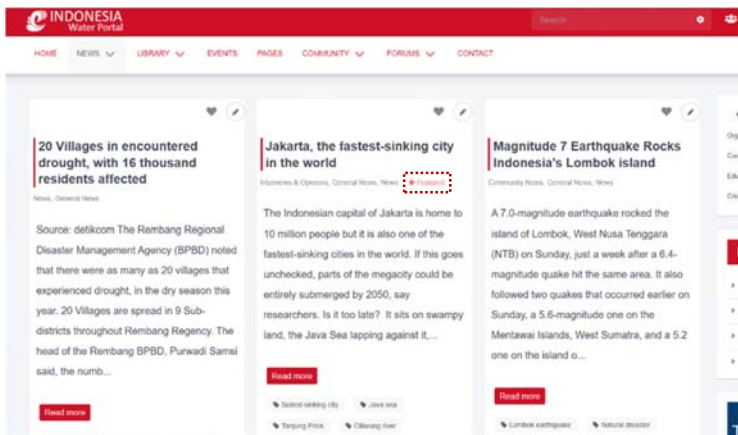 INDONESIA
Water Portal
Search
HOME NEWS LIBRARY EVENTS PAGES COMMUNITY FORUMS CONTACT
20 Villages in encountered
drought, with 16 thousand
residents affected
News, General News
Source: detikcom The Rembang Regional
Disaster Management Agency (BPBD) noted
that there were as many as 20 villages that
experienced drought, in the dry season this
year. 20 Villages are spread in 9 Sub-
districts throughout Rembang Regency. The
head of the Rembang BPBD, Purwadi Samsi
said, the numb...
Read more
Jakarta, the fastest-sinking city
in the world
Interviews & Opinions, General News, News Featured
The Indonesian capital of Jakarta is home to
10 million people but it is also one of the
fastest-sinking cities in the world. If this goes
unchecked, parts of the megacity could be
entirely submerged by 2050, say
researchers. Is it too late? It sits on swampy
land, the Java Sea lapping against it,...
Read more
fastest-sinking city Java sea
Tanjung Priok Ciliwung river
Magnitude 7 Earthquake Rocks
Indonesia's Lombok island
Community News, General News, News
A 7.0-magnitude earthquake rocked the
island of Lombok, West Nusa Tenggara
(NTB) on Sunday, just a week after a 6.4-
magnitude quake hit the same area. It also
followed two quakes that occurred earlier on
Sunday, a 5.6-magnitude one on the
Mentawai Islands, West Sumatra, and a 5.2
one on the island o...
Read more
Lombok earthquake Natural disaster